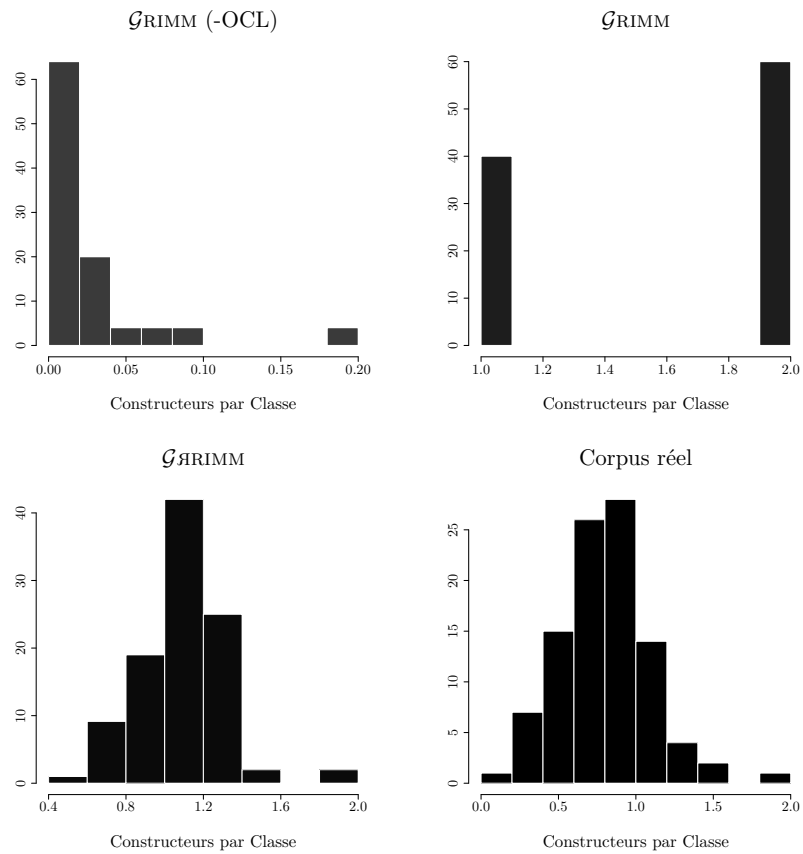 𝒢RIMM (-OCL)
𝒢RIMM
60
50
40
30
20
10
0
0.00 0.05 0.10 0.15 0.20
Constructeurs par Classe
60
50
40
30
20
10
0
1.0 1.2 1.4 1.6 1.8 2.0
Constructeurs par Classe
𝒢ЯRIMM
Corpus réel
40
30
20
10
0
0.4 0.8 1.2 1.6 2.0
Constructeurs par Classe
25
20
15
10
5
0
0.0 0.5 1.0 1.5 2.0
Constructeurs par Classe